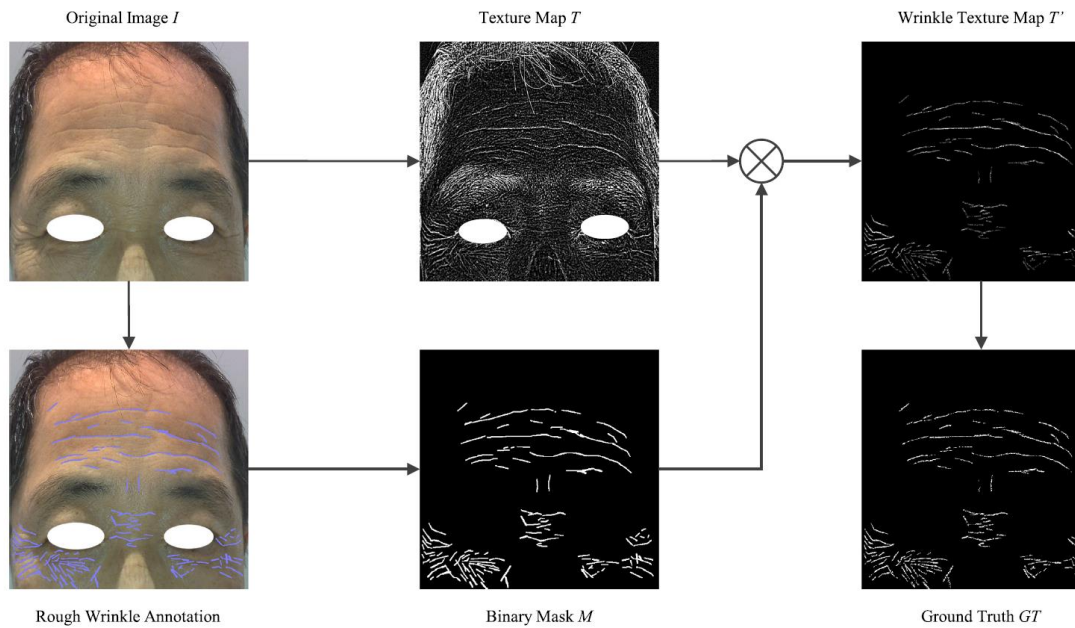 Original Image I
Texture Map T
Wrinkle Texture Map T’
Rough Wrinkle Annotation
Binary Mask M
Ground Truth GT